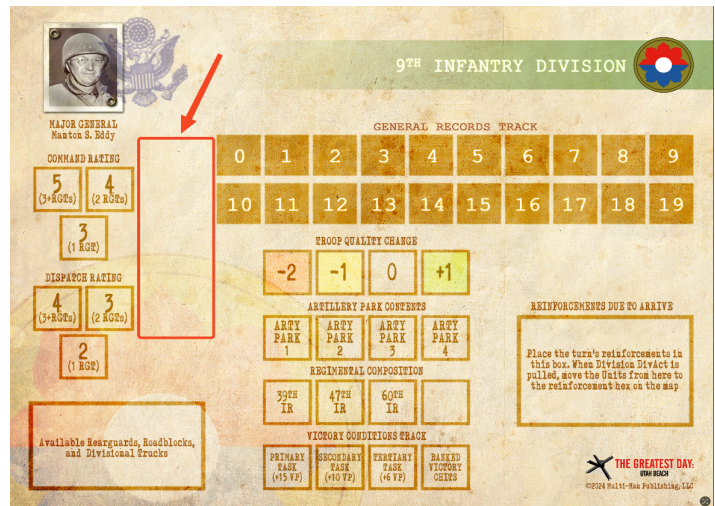 9TH INFANTRY DIVISION
MAJOR GENERAL
Manton S. Eddy
COMMAND RATING
5
(3+RGTs)
4
(2 RGTs)
3
(1 RGT)
DISPATCH RATING
4
(3+RGTs)
3
(2 RGTs)
2
(1 RGT)
Available Rearguards, Roadblocks,
and Divisional Trucks
GENERAL RECORDS TRACK
0 1 2 3 4 5 6 7 8 9
10 11 12 13 14 15 16 17 18 19
TROOP QUALITY CHANGE
-2 -1 0 +1
ARTILLERY PARK CONTENTS
ARTY
PARK
1
ARTY
PARK
2
ARTY
PARK
3
ARTY
PARK
4
REGIMENTAL COMPOSITION
39TH
IR
47TH
IR
60TH
IR
VICTORY CONDITIONS TRACK
PRIMARY
TASK
(+15 VP)
SECONDARY
TASK
(+10 VP)
TERTIARY
TASK
(+6 VP)
BANKED
VICTORY
CHITS
REINFORCEMENTS DUE TO ARRIVE
Place the turn's reinforcements in
this box. When Division DivAct is
pulled, move the Units from here to
the reinforcement hex on the map
THE GREATEST DAY:
UTAH BEACH
©2024 Multi-Man Publishing, LLC